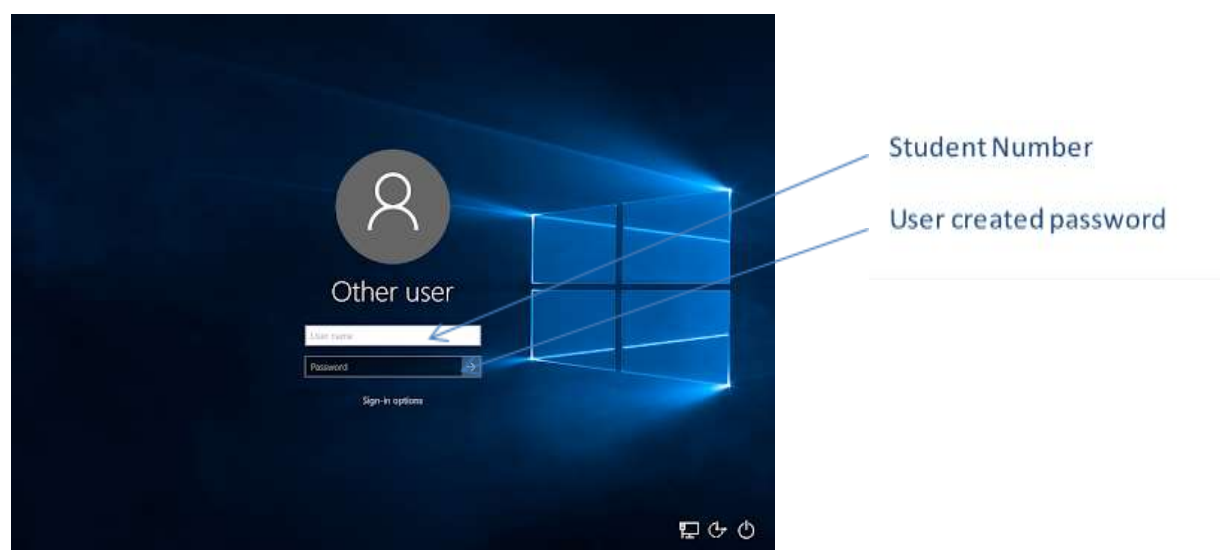 Student Number
User created password
Other user
User name
Password
Sign-in options